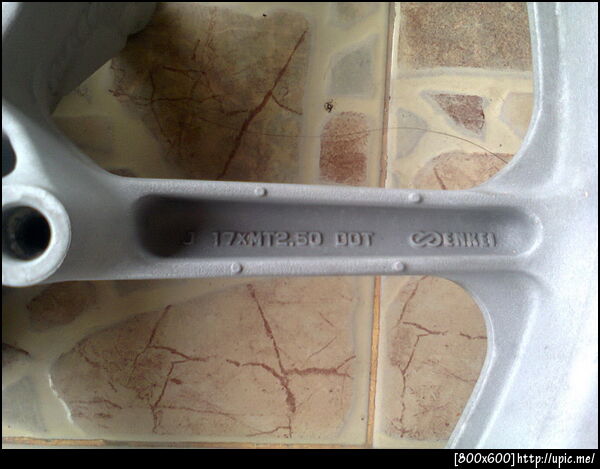 J 17XMT2.50 DOT ENKEI
[800x600]http://upic.me/